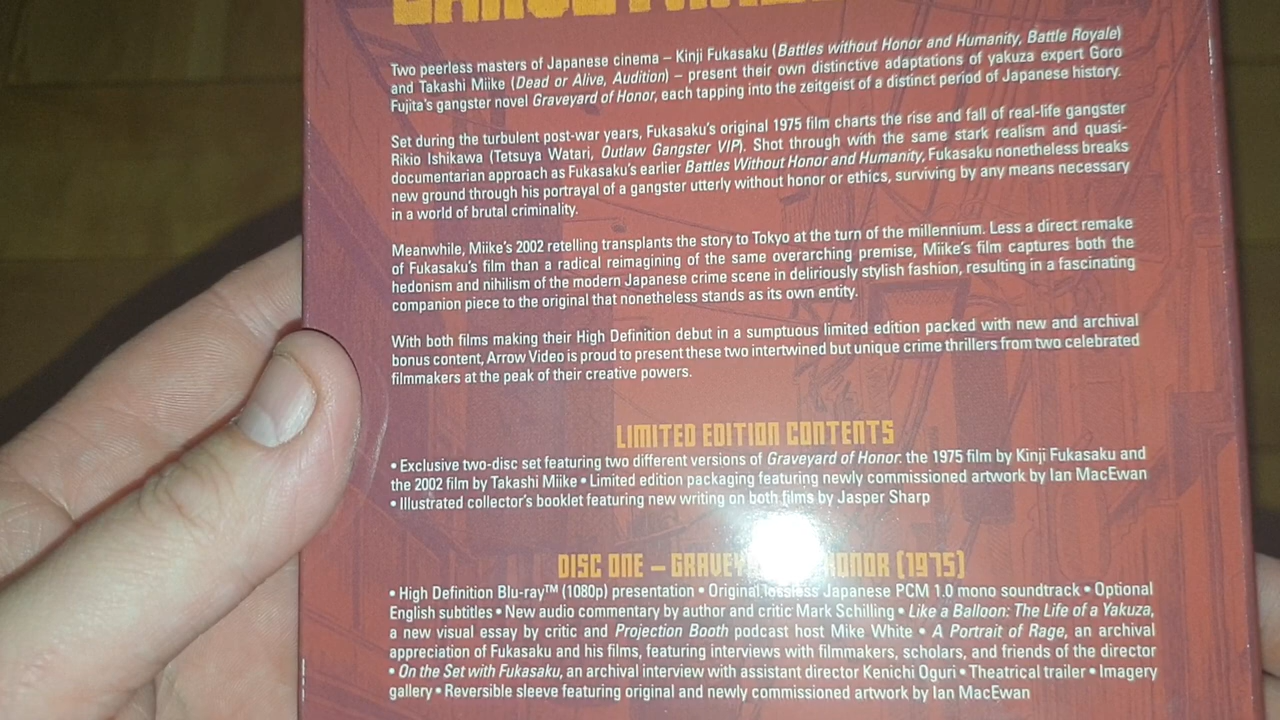 Two peerless masters of Japanese cinema – Kinji Fukasaku (Battles without Honor and Humanity, Battle Royale)
and Takashi Miike (Dead or Alive, Audition) – present their own distinctive adaptations of yakuza expert Goro
Fujita's gangster novel Graveyard of Honor, each tapping into the zeitgeist of a distinct period of Japanese history.
Set during the turbulent post-war years, Fukasaku's original 1975 film charts the rise and fall of real-life gangster
Rikio Ishikawa (Tetsuya Watari, Outlaw Gangster VIP). Shot through with the same stark realism and quasi-
documentarian approach as Fukasaku's earlier Battles Without Honor and Humanity, Fukasaku nonetheless breaks
new ground through his portrayal of a gangster utterly without honor or ethics, surviving by any means necessary
in a world of brutal criminality.
Meanwhile, Miike's 2002 retelling transplants the story to Tokyo at the turn of the millennium. Less a direct remake
of Fukasaku's film than a radical reimagining of the same overarching premise, Miike's film captures both the
hedonism and nihilism of the modern Japanese crime scene in deliriously stylish fashion, resulting in a fascinating
companion piece to the original that nonetheless stands as its own entity.
With both films making their High Definition debut in a sumptuous limited edition packed with new and archival
bonus content, Arrow Video is proud to present these two intertwined but unique crime thrillers from two celebrated
filmmakers at the peak of their creative powers.
LIMITED EDITION CONTENTS
• Exclusive two-disc set featuring two different versions of Graveyard of Honor: the 1975 film by Kinji Fukasaku and
the 2002 film by Takashi Miike • Limited edition packaging featuring newly commissioned artwork by Ian MacEwan
• Illustrated collector's booklet featuring new writing on both films by Jasper Sharp
DISC ONE – HONOR (1975)
• High Definition Blu-ray™ (1080p) presentation • Original lossless Japanese PCM 1.0 mono soundtrack • Optional
English subtitles • New audio commentary by author and critic Mark Schilling • Like a Balloon: The Life of a Yakuza,
a new visual essay by critic and Projection Booth podcast host Mike White • A Portrait of Rage, an archival
appreciation of Fukasaku and his films, featuring interviews with filmmakers, scholars, and friends of the director
• On the Set with Fukasaku, an archival interview with assistant director Kenichi Oguri • Theatrical trailer • Imagery
gallery • Reversible sleeve featuring original and newly commissioned artwork by Ian MacEwan